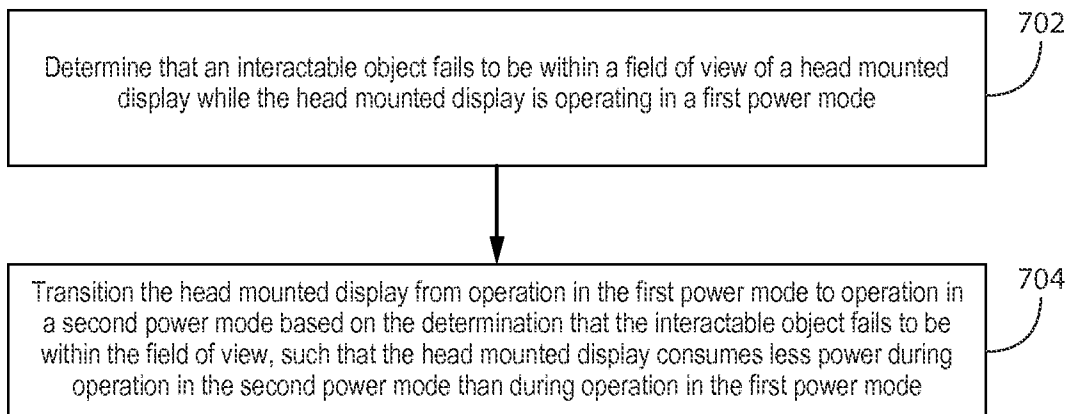 702
Determine that an interactable object fails to be within a field of view of a head mounted
display while the head mounted display is operating in a first power mode
704
Transition the head mounted display from operation in the first power mode to operation in
a second power mode based on the determination that the interactable object fails to be
within the field of view, such that the head mounted display consumes less power during
operation in the second power mode than during operation in the first power mode